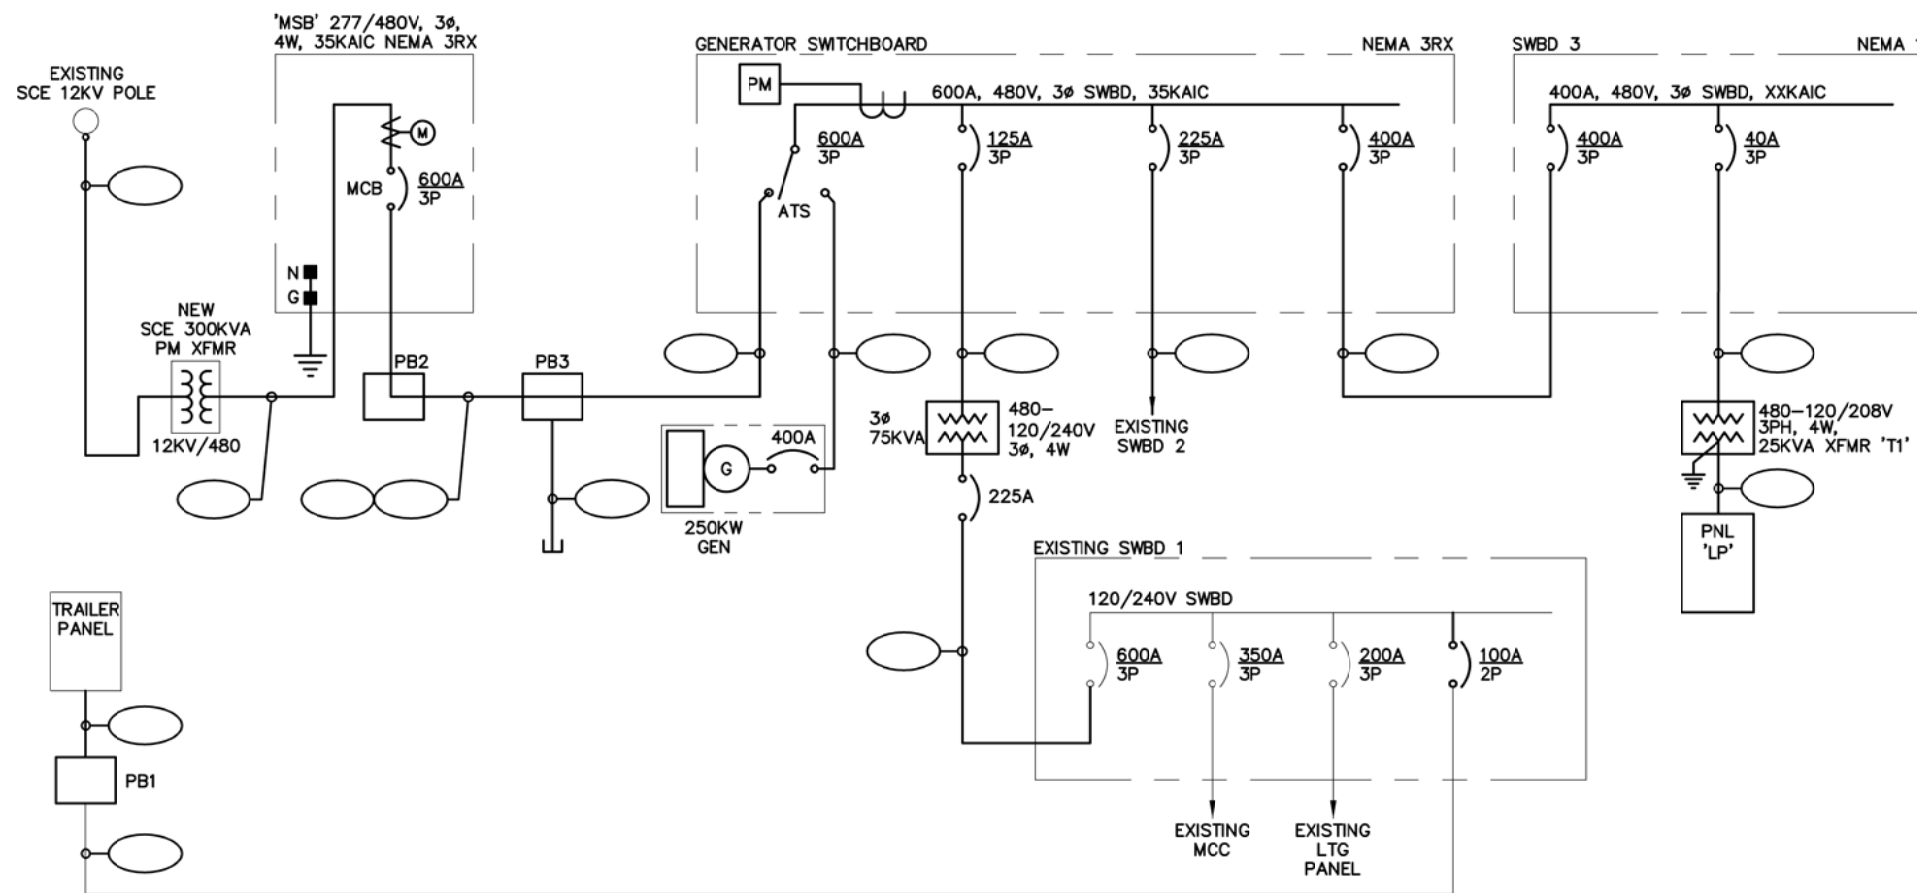 'MSB' 277/480V, 3ø,
4W, 35KAIC NEMA 3RX
EXISTING
SCE 12KV POLE
M
MCB
600A
3P
N
G
NEW
SCE 300KVA
PM XFMR
12KV/480
PB2
PB3
GENERATOR SWITCHBOARD
NEMA 3RX
PM
600A, 480V, 3ø SWBD, 35KAIC
600A
3P
ATS
125A
3P
225A
3P
400A
3P
SWBD 3
NEMA 1
400A, 480V, 3ø SWBD, XXKAIC
400A
3P
40A
3P
400A
G
250KW
GEN
3ø
75KVA
480-
120/240V
3ø, 4W
225A
EXISTING
SWBD 2
480-120/208V
3PH, 4W,
25KVA XFMR 'T1'
PNL
'LP'
EXISTING SWBD 1
120/240V SWBD
600A
3P
350A
3P
200A
3P
100A
2P
EXISTING
MCC
EXISTING
LTG
PANEL
TRAILER
PANEL
PB1